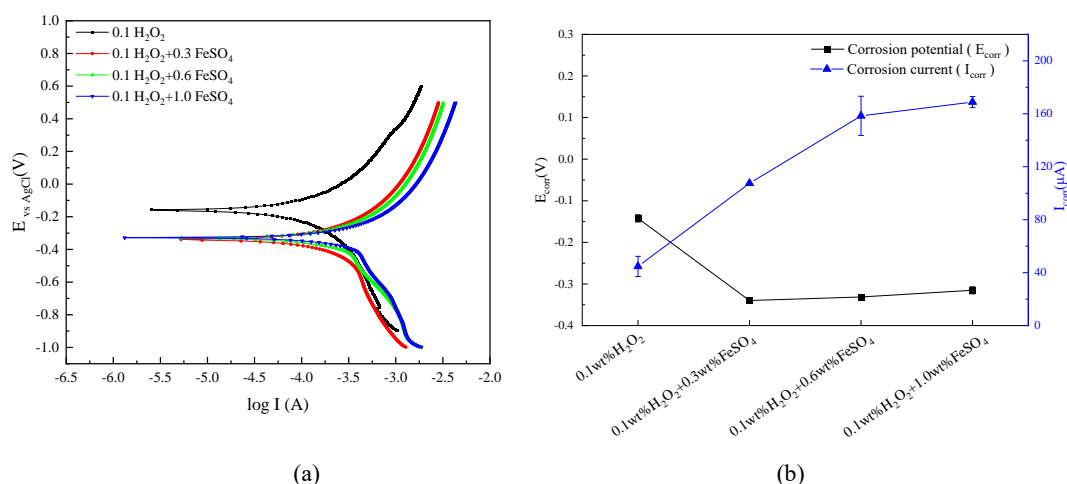 0.1 H₂O₂
0.1 H₂O₂+0.3 FeSO₄
0.1 H₂O₂+0.6 FeSO₄
0.1 H₂O₂+1.0 FeSO₄
1.0
0.8
0.6
0.4
0.2
0.0
-0.2
-0.4
-0.6
-0.8
-1.0
E vs AgCl(V)
-6.5 -6.0 -5.5 -5.0 -4.5 -4.0 -3.5 -3.0 -2.5 -2.0
log I (A)
(a)
Corrosion potential ( E_corr )
Corrosion current ( I_corr )
0.3
0.2
0.1
0.0
-0.1
-0.2
-0.3
-0.4
E_corr(V)
200
160
120
80
40
0
I_corr(μA)
0.1wt%H₂O₂
0.1wt%H₂O₂+0.3wt%FeSO₄
0.1wt%H₂O₂+0.6wt%FeSO₄
0.1wt%H₂O₂+1.0wt%FeSO₄
(b)